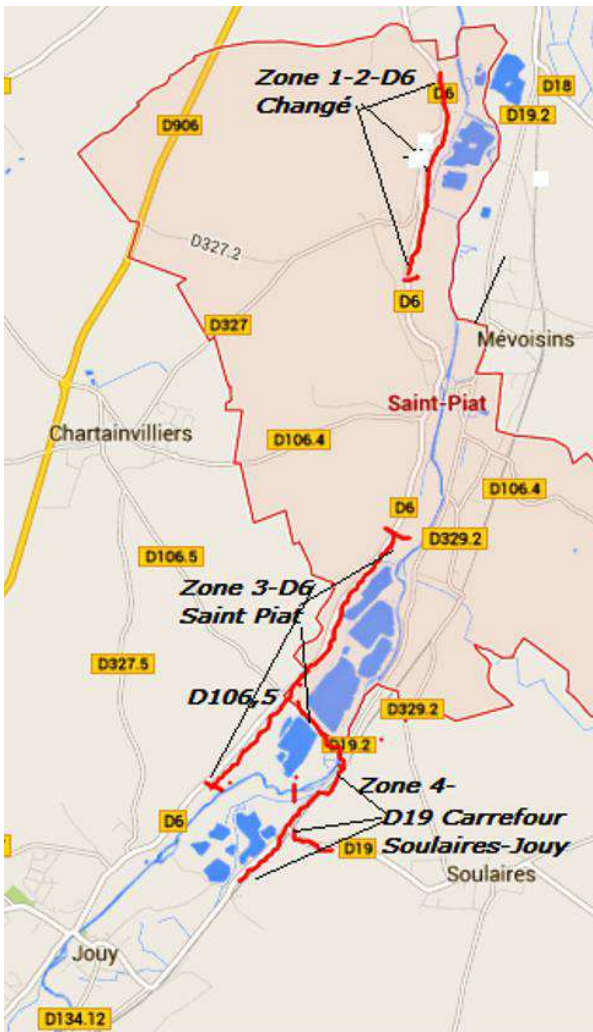 Zone 1-2-D6
Changé
D6
D18
D19.2
D906
D327.2
D6
D327
Mévoisins
Saint-Piat
Chartainvilliers
D106.4
D106.4
D6
D329.2
D106.5
Zone 3-D6
Saint Piat
D327.5
D106,5
D329.2
D19.2
Zone 4-
D6
D19 Carrefour
Soulaires-Jouy
D19
Soulaires
Jouy
D134.12